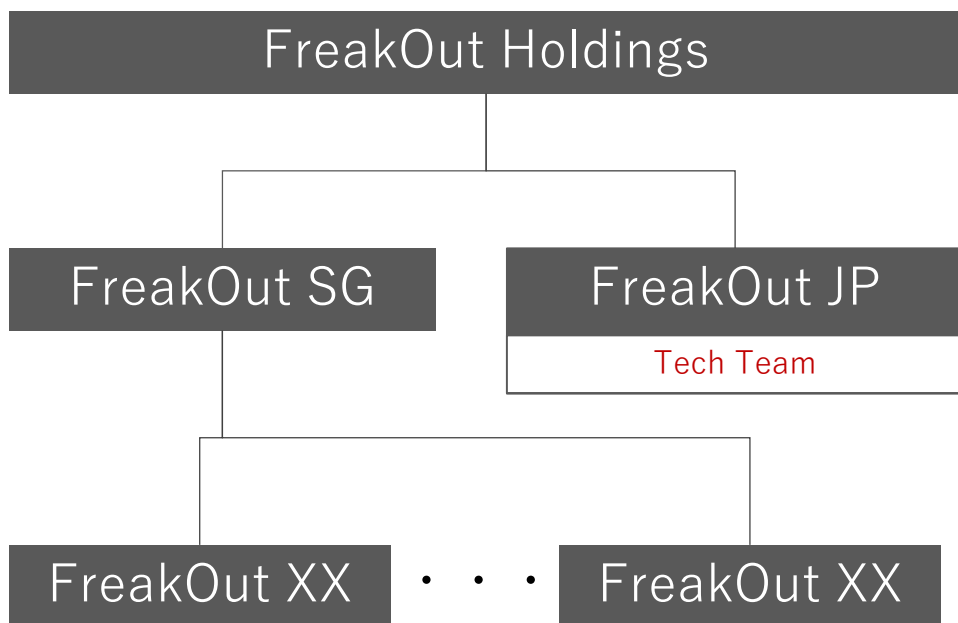 FreakOut Holdings
FreakOut SG
FreakOut JP
Tech Team
FreakOut XX
・・・
FreakOut XX